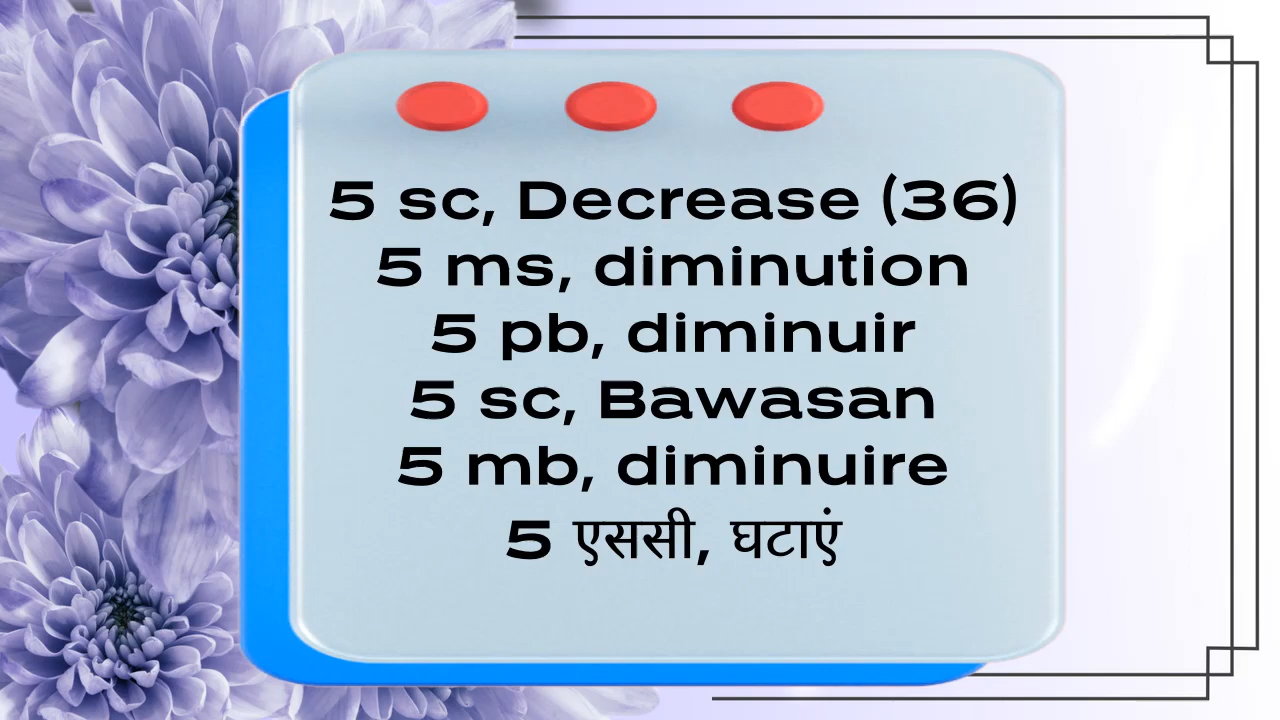 5 sc, Decrease (36)
5 ms, diminution
5 pb, diminuir
5 sc, Bawasan
5 mb, diminuire
5 एससी, घटाएं